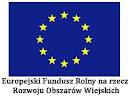 Europejski Fundusz Rolny na rzecz
Rozwoju Obszarów Wiejskich